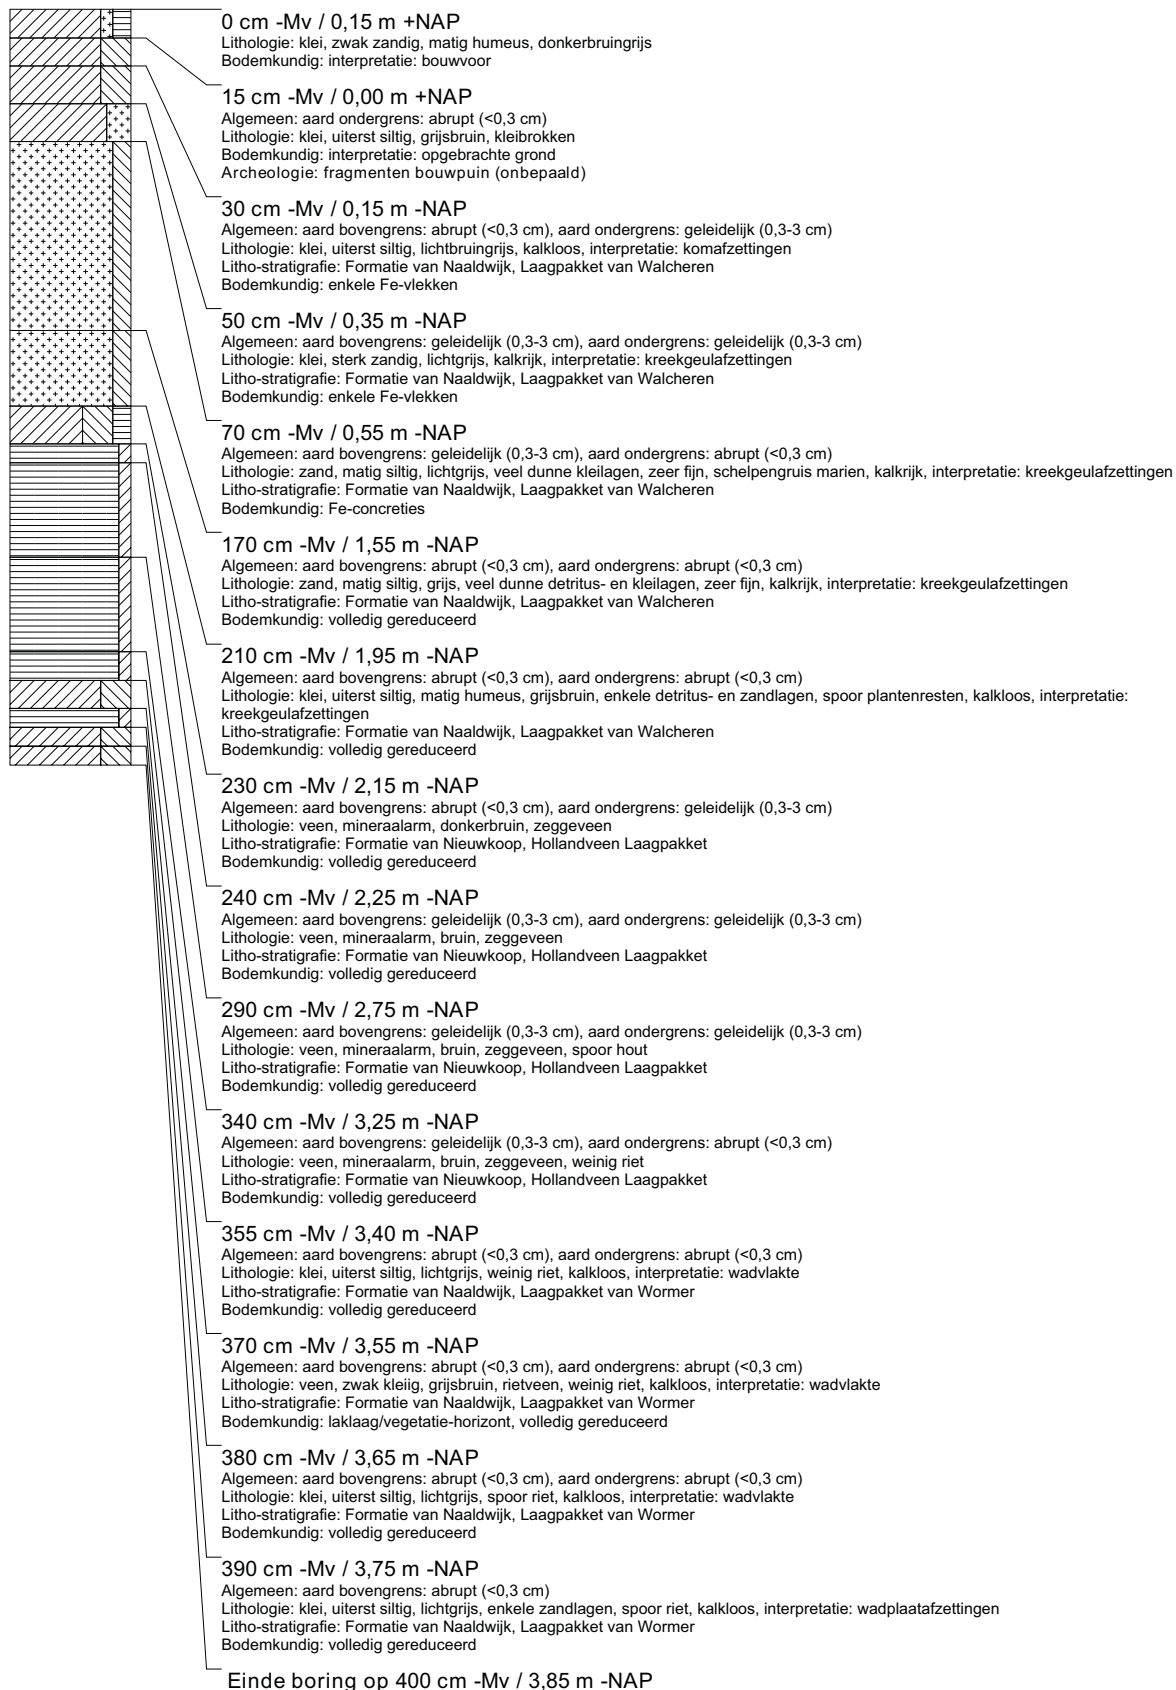 0 cm -Mv / 0,15 m +NAP
Lithologie: klei, zwak zandig, matig humeus, donkerbruingrijs
Bodemkundig: interpretatie: bouwvoor
15 cm -Mv / 0,00 m +NAP
Algemeen: aard ondergrens: abrupt (<0,3 cm)
Lithologie: klei, uiterst siltig, grijsbruin, kleibrokken
Bodemkundig: interpretatie: opgebrachte grond
Archeologie: fragmenten bouwpuin (onbepaald)
30 cm -Mv / 0,15 m -NAP
Algemeen: aard bovengrens: abrupt (<0,3 cm), aard ondergrens: geleidelijk (0,3-3 cm)
Lithologie: klei, uiterst siltig, lichtbruingrijs, kalkloos, interpretatie: komafzettingen
Litho-stratigrafie: Formatie van Naaldwijk, Laagpakket van Walcheren
Bodemkundig: enkele Fe-vlekken
50 cm -Mv / 0,35 m -NAP
Algemeen: aard bovengrens: geleidelijk (0,3-3 cm), aard ondergrens: geleidelijk (0,3-3 cm)
Lithologie: klei, sterk zandig, lichtgrijs, kalkrijk, interpretatie: kreekgeulafzettingen
Litho-stratigrafie: Formatie van Naaldwijk, Laagpakket van Walcheren
Bodemkundig: enkele Fe-vlekken
70 cm -Mv / 0,55 m -NAP
Algemeen: aard bovengrens: geleidelijk (0,3-3 cm), aard ondergrens: abrupt (<0,3 cm)
Lithologie: zand, matig siltig, lichtgrijs, veel dunne kleilagen, zeer fijn, schelpengruis marien, kalkrijk, interpretatie: kreekgeulafzettingen
Litho-stratigrafie: Formatie van Naaldwijk, Laagpakket van Walcheren
Bodemkundig: Fe-concreties
170 cm -Mv / 1,55 m -NAP
Algemeen: aard bovengrens: abrupt (<0,3 cm), aard ondergrens: abrupt (<0,3 cm)
Lithologie: zand, matig siltig, grijs, veel dunne detritus- en kleilagen, zeer fijn, kalkrijk, interpretatie: kreekgeulafzettingen
Litho-stratigrafie: Formatie van Naaldwijk, Laagpakket van Walcheren
Bodemkundig: volledig gereduceerd
210 cm -Mv / 1,95 m -NAP
Algemeen: aard bovengrens: abrupt (<0,3 cm), aard ondergrens: abrupt (<0,3 cm)
Lithologie: klei, uiterst siltig, matig humeus, grijsbruin, enkele detritus- en zandlagen, spoor plantenresten, kalkloos, interpretatie:
kreekgeulafzettingen
Litho-stratigrafie: Formatie van Naaldwijk, Laagpakket van Walcheren
Bodemkundig: volledig gereduceerd
230 cm -Mv / 2,15 m -NAP
Algemeen: aard bovengrens: abrupt (<0,3 cm), aard ondergrens: geleidelijk (0,3-3 cm)
Lithologie: veen, mineraalarm, donkerbruin, zeggeveen
Litho-stratigrafie: Formatie van Nieuwkoop, Hollandveen Laagpakket
Bodemkundig: volledig gereduceerd
240 cm -Mv / 2,25 m -NAP
Algemeen: aard bovengrens: geleidelijk (0,3-3 cm), aard ondergrens: geleidelijk (0,3-3 cm)
Lithologie: veen, mineraalarm, bruin, zeggeveen
Litho-stratigrafie: Formatie van Nieuwkoop, Hollandveen Laagpakket
Bodemkundig: volledig gereduceerd
290 cm -Mv / 2,75 m -NAP
Algemeen: aard bovengrens: geleidelijk (0,3-3 cm), aard ondergrens: geleidelijk (0,3-3 cm)
Lithologie: veen, mineraalarm, bruin, zeggeveen, spoor hout
Litho-stratigrafie: Formatie van Nieuwkoop, Hollandveen Laagpakket
Bodemkundig: volledig gereduceerd
340 cm -Mv / 3,25 m -NAP
Algemeen: aard bovengrens: geleidelijk (0,3-3 cm), aard ondergrens: abrupt (<0,3 cm)
Lithologie: veen, mineraalarm, bruin, zeggeveen, weinig riet
Litho-stratigrafie: Formatie van Nieuwkoop, Hollandveen Laagpakket
Bodemkundig: volledig gereduceerd
355 cm -Mv / 3,40 m -NAP
Algemeen: aard bovengrens: abrupt (<0,3 cm), aard ondergrens: abrupt (<0,3 cm)
Lithologie: klei, uiterst siltig, lichtgrijs, weinig riet, kalkloos, interpretatie: wadvlakte
Litho-stratigrafie: Formatie van Naaldwijk, Laagpakket van Wormer
Bodemkundig: volledig gereduceerd
370 cm -Mv / 3,55 m -NAP
Algemeen: aard bovengrens: abrupt (<0,3 cm), aard ondergrens: abrupt (<0,3 cm)
Lithologie: veen, zwak kleiig, grijsbruin, rietveen, weinig riet, kalkloos, interpretatie: wadvlakte
Litho-stratigrafie: Formatie van Naaldwijk, Laagpakket van Wormer
Bodemkundig: laklaag/vegetatie-horizont, volledig gereduceerd
380 cm -Mv / 3,65 m -NAP
Algemeen: aard bovengrens: abrupt (<0,3 cm), aard ondergrens: abrupt (<0,3 cm)
Lithologie: klei, uiterst siltig, lichtgrijs, spoor riet, kalkloos, interpretatie: wadvlakte
Litho-stratigrafie: Formatie van Naaldwijk, Laagpakket van Wormer
Bodemkundig: volledig gereduceerd
390 cm -Mv / 3,75 m -NAP
Algemeen: aard bovengrens: abrupt (<0,3 cm)
Lithologie: klei, uiterst siltig, lichtgrijs, enkele zandlagen, spoor riet, kalkloos, interpretatie: wadplaatafzettingen
Litho-stratigrafie: Formatie van Naaldwijk, Laagpakket van Wormer
Bodemkundig: volledig gereduceerd
Einde boring op 400 cm -Mv / 3,85 m -NAP